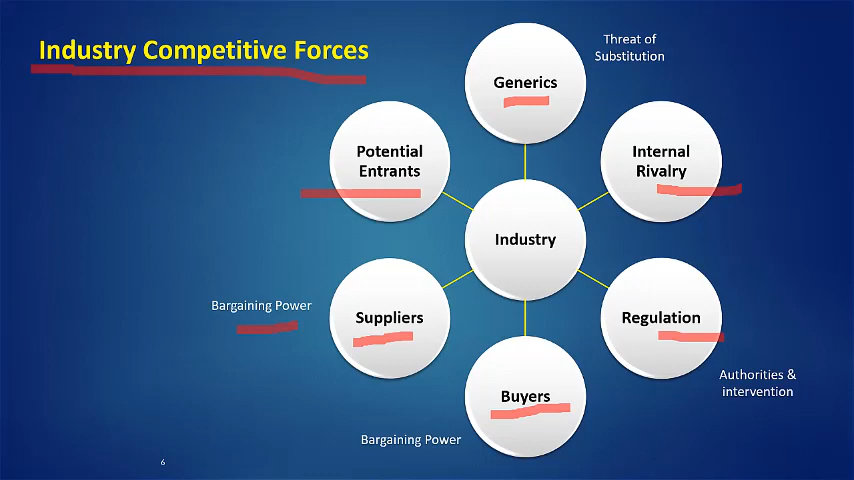 Industry Competitive Forces
Generics
Threat of
Substitution
Potential
Entrants
Internal
Rivalry
Industry
Bargaining Power
Suppliers
Regulation
Authorities &
intervention
Buyers
Bargaining Power
6